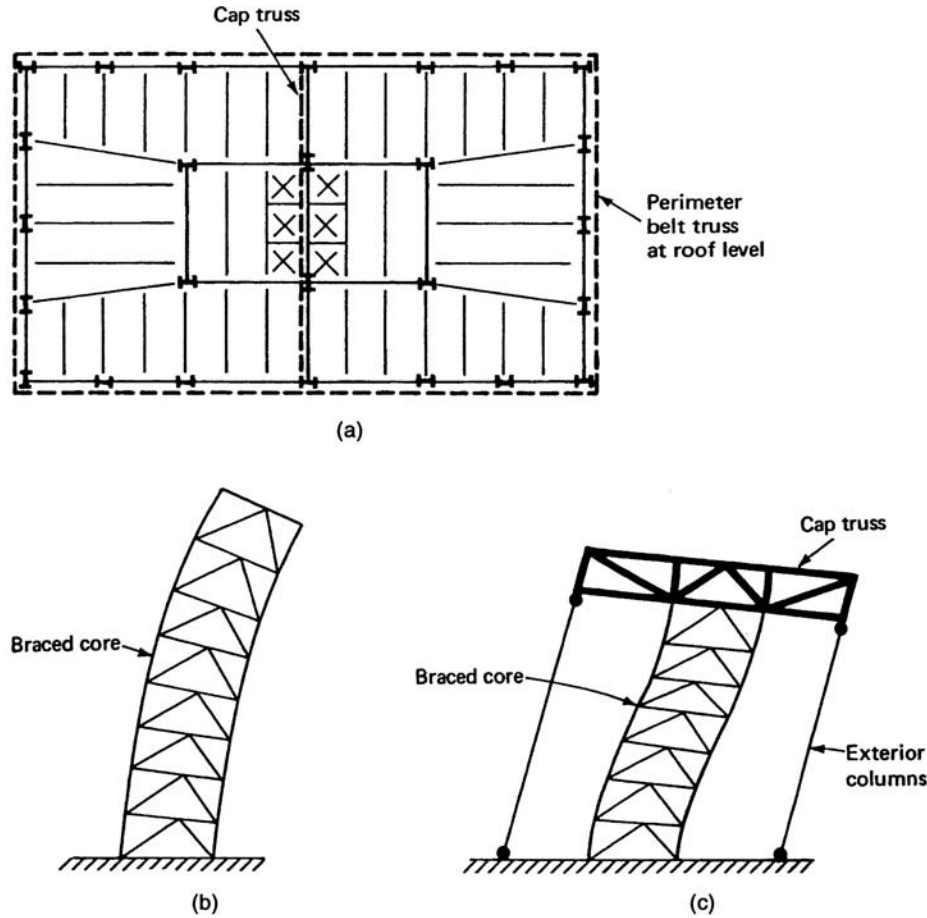 Cap truss
Perimeter
belt truss
at roof level
(a)
Cap truss
Braced core
Braced core
Exterior
columns
(b)
(c)